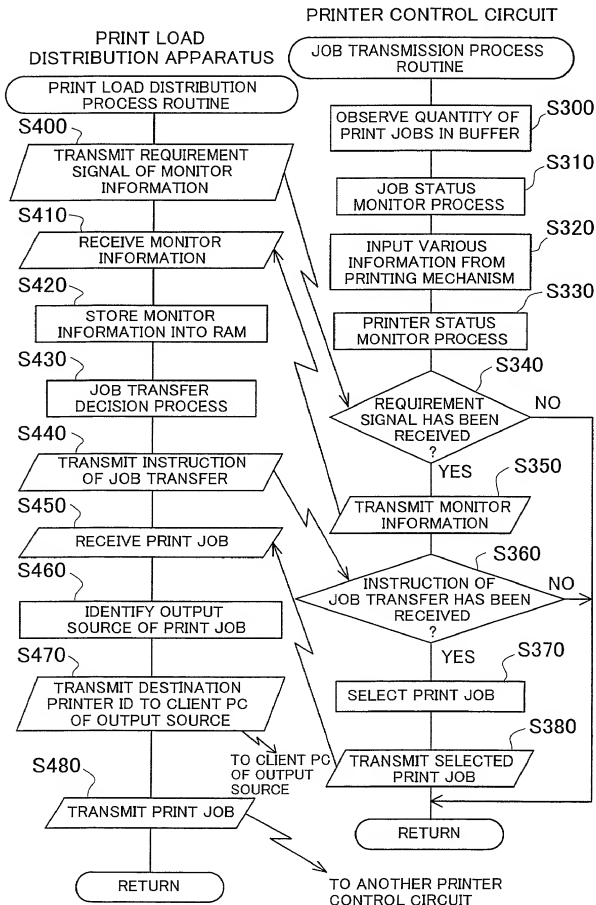 PRINT LOAD
DISTRIBUTION APPARATUS
PRINT LOAD DISTRIBUTION
PROCESS ROUTINE
S400
TRANSMIT REQUIREMENT
SIGNAL OF MONITOR
INFORMATION
S410
RECEIVE MONITOR
INFORMATION
S420
STORE MONITOR
INFORMATION INTO RAM
S430
JOB TRANSFER
DECISION PROCESS
S440
TRANSMIT INSTRUCTION
OF JOB TRANSFER
S450
RECEIVE PRINT JOB
S460
IDENTIFY OUTPUT
SOURCE OF PRINT JOB
S470
TRANSMIT DESTINATION
PRINTER ID TO CLIENT PC
OF OUTPUT SOURCE
TO CLIENT PC
OF OUTPUT
SOURCE
S480
TRANSMIT PRINT JOB
RETURN
TO ANOTHER PRINTER
CONTROL CIRCUIT
PRINTER CONTROL CIRCUIT
JOB TRANSMISSION PROCESS
ROUTINE
S300
OBSERVE QUANTITY OF
PRINT JOBS IN BUFFER
S310
JOB STATUS
MONITOR PROCESS
S320
INPUT VARIOUS
INFORMATION FROM
PRINTING MECHANISM
S330
PRINTER STATUS
MONITOR PROCESS
S340
REQUIREMENT
SIGNAL HAS BEEN
RECEIVED
?
NO
YES
S350
TRANSMIT MONITOR
INFORMATION
S360
INSTRUCTION OF
JOB TRANSFER HAS BEEN
RECEIVED
?
NO
YES
S370
SELECT PRINT JOB
S380
TRANSMIT SELECTED
PRINT JOB
RETURN